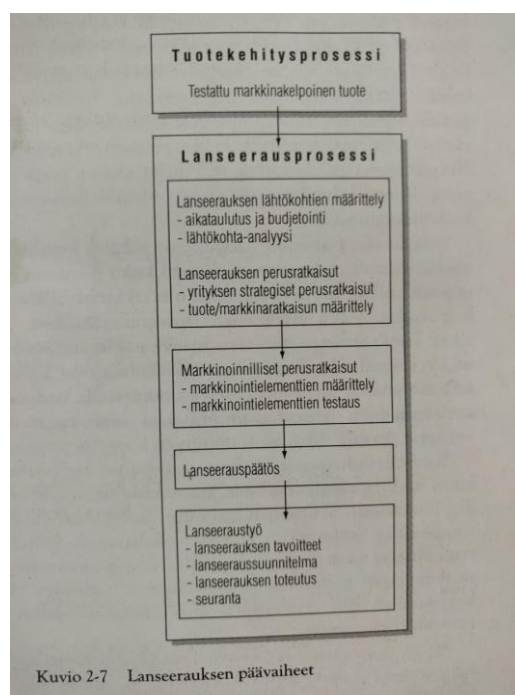 Tuotekehitysprosessi
Testattu markkinakelpoinen tuote
Lanseerausprosessi
Lanseerauksen lähtökohtien määrittely
- aikataulutus ja budjetointi
- lähtökohta-analyysi
Lanseerauksen perusratkaisut
- yrityksen strategiset perusratkaisut
- tuote/markkinaratkaisun määrittely
Markkinoinnilliset perusratkaisut
- markkinointielementtien määrittely
- markkinointielementtien testaus
Lanseerauspäätös
Lanseeraustyö
- lanseerauksen tavoitteet
- lanseeraussuunnitelma
- lanseerauksen toteutus
- seuranta
Kuvio 2-7 Lanseerauksen päävaiheet